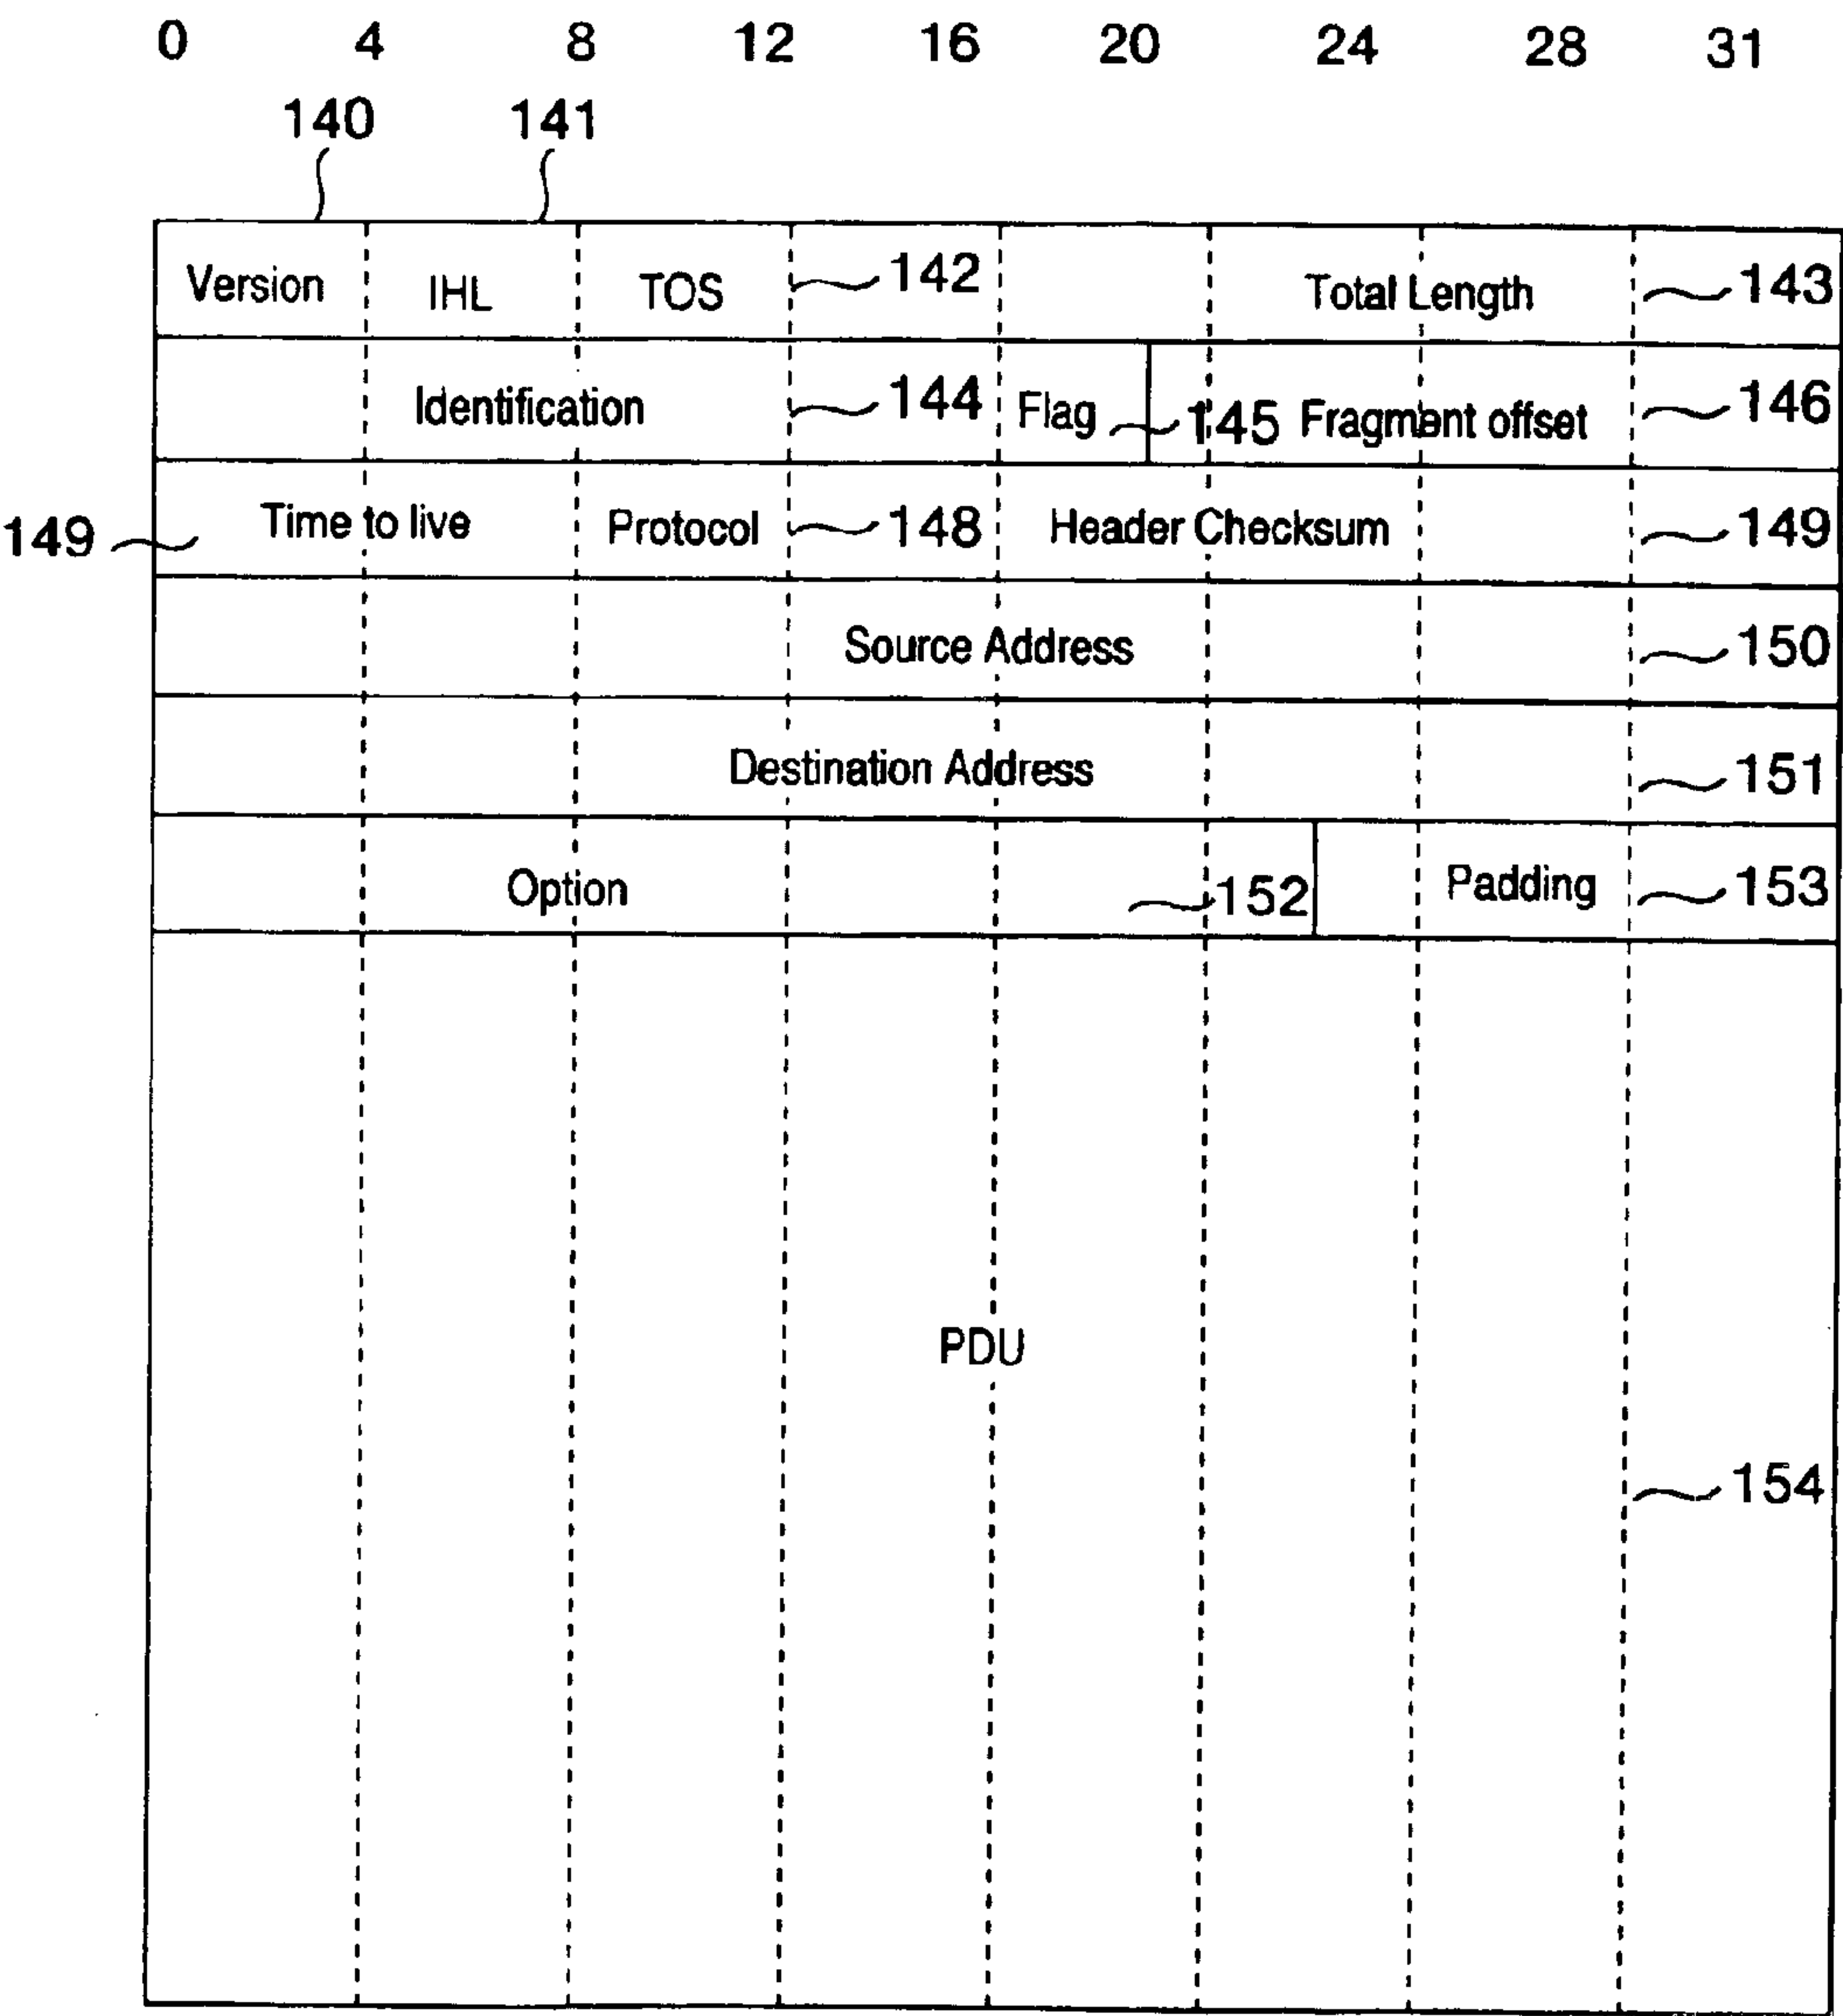 0 4 8 12 16 20 24 28 31
140 141
Version IHL TOS 142 Total Length 143
Identification 144 Flag 145 Fragment offset 146
149 Time to live Protocol 148 Header Checksum 149
Source Address 150
Destination Address 151
Option 152 Padding 153
PDU
154